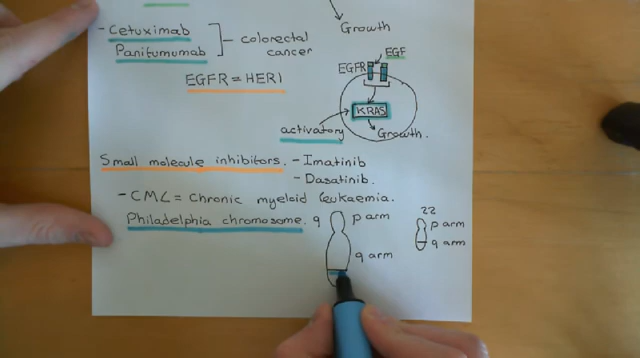 Growth
- Cetuximab
Panitumumab
colorectal
cancer
EGFR = HER1
EGF
EGFR
KRAS
activatory
Growth.
Small molecule inhibitors. - Imatinib
- Dasatinib.
- CML = Chronic myeloid leukaemia.
Philadelphia chromosome.
9
p arm
q arm
22
p arm
q arm